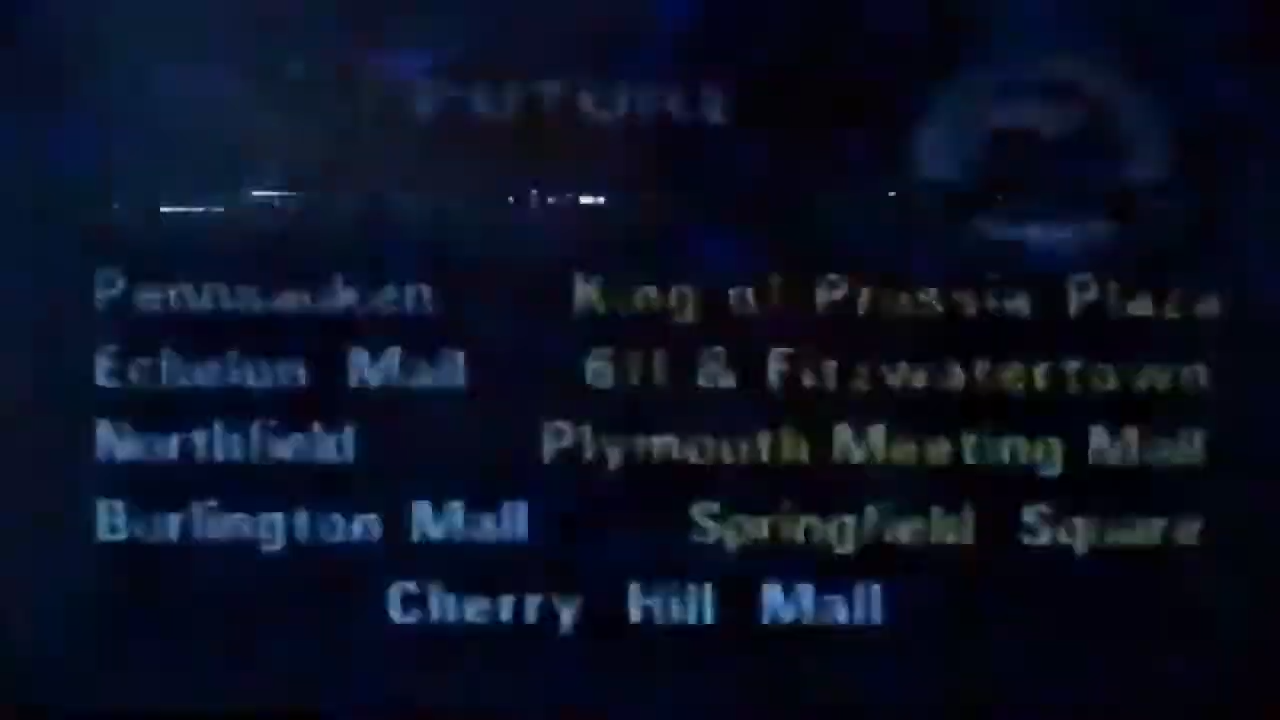 Pennsauken King of Prussia Plaza
Echelon Mall 611 & Fitzwatertown
Northfield Plymouth Meeting Mall
Burlington Mall Springfield Square
Cherry Hill Mall